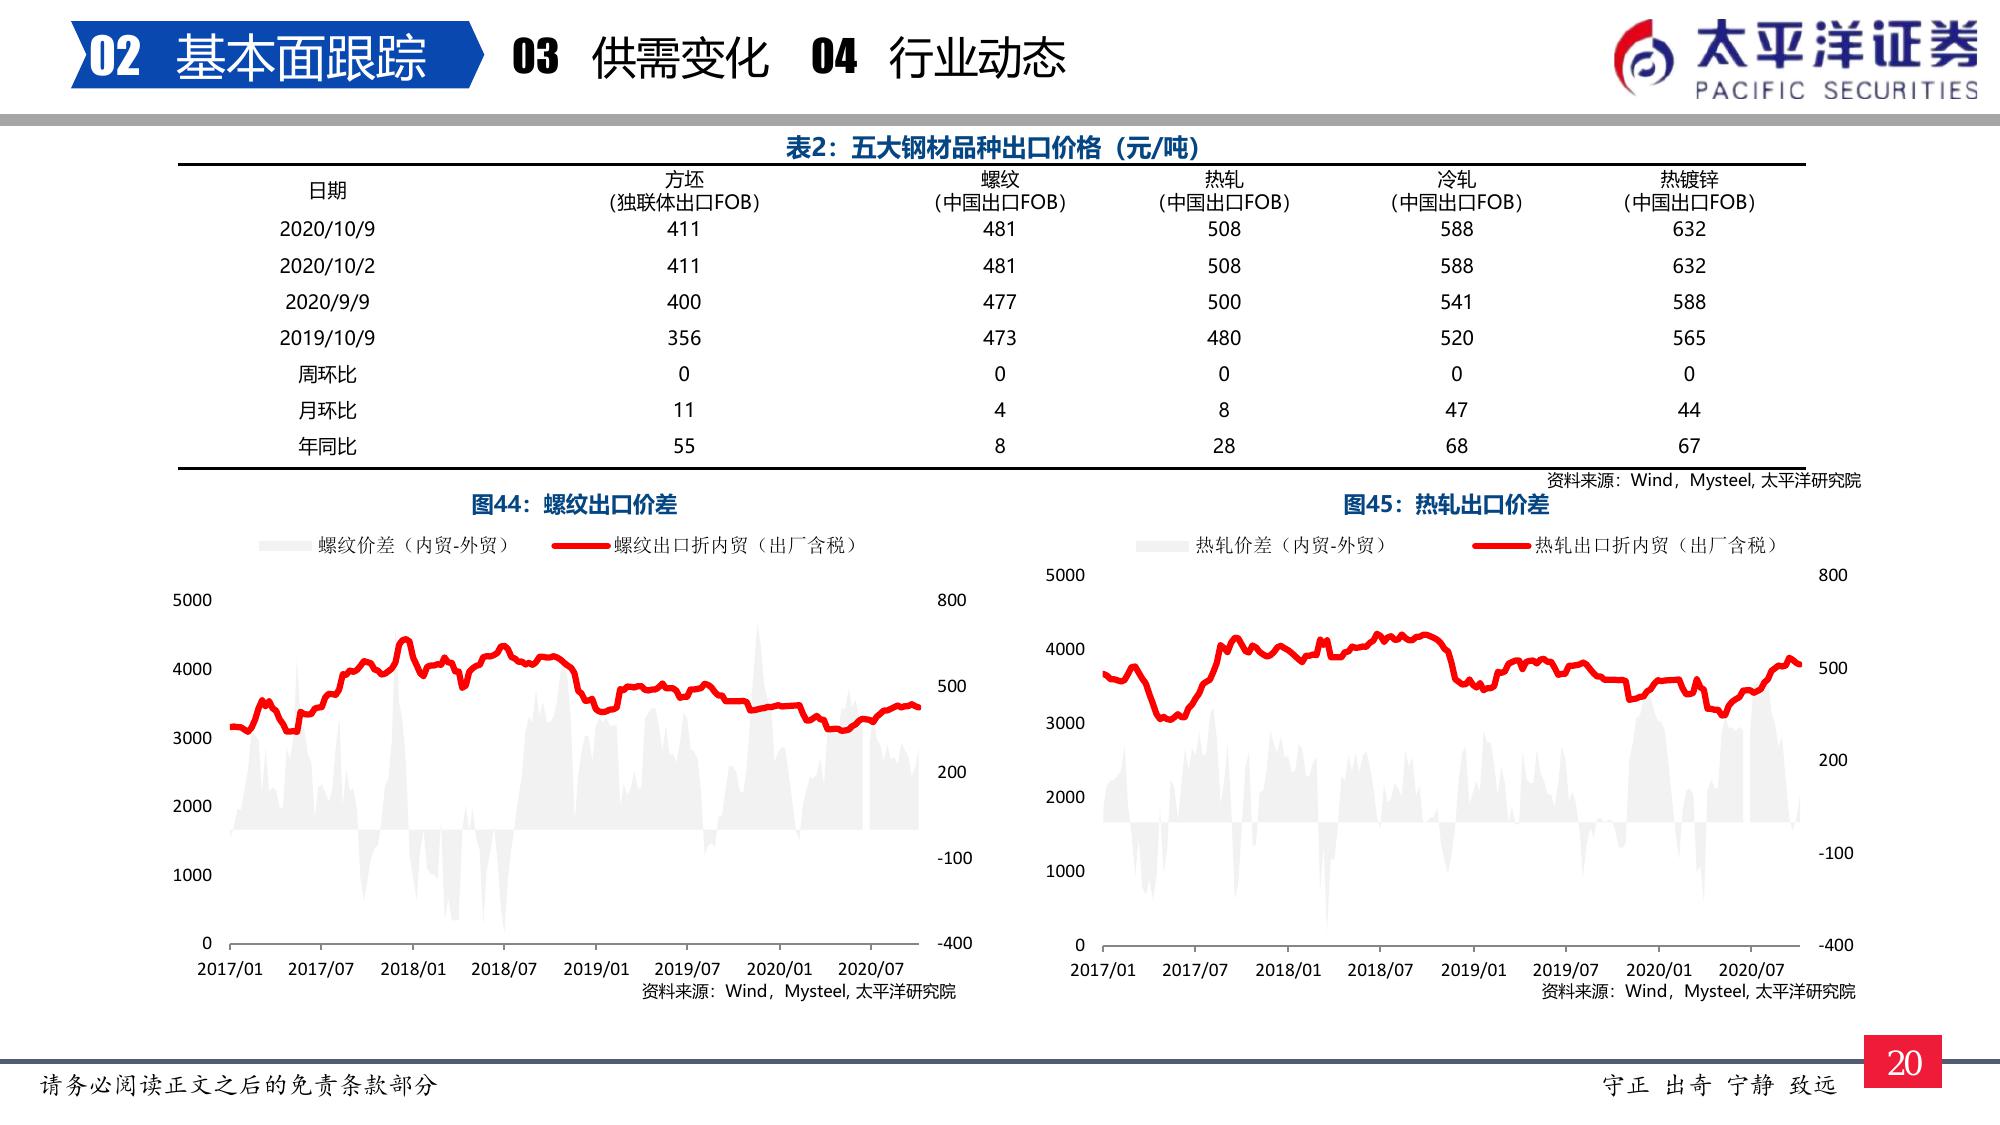 02 基本面跟踪 03 供需变化 04 行业动态
太平洋证券
PACIFIC SECURITIES
表2：五大钢材品种出口价格（元/吨）
日期 方坯 螺纹 热轧 冷轧 热镀锌
（独联体出口FOB） （中国出口FOB） （中国出口FOB） （中国出口FOB） （中国出口FOB）
2020/10/9 411 481 508 588 632
2020/10/2 411 481 508 588 632
2020/9/9 400 477 500 541 588
2019/10/9 356 473 480 520 565
周环比 0 0 0 0 0
月环比 11 4 8 47 44
年同比 55 8 28 68 67
资料来源：Wind，Mysteel, 太平洋研究院
图44：螺纹出口价差
螺纹价差（内贸-外贸） 螺纹出口折内贸（出厂含税）
5000 800
4000
500
3000
200
2000
-100
1000
0 -400
2017/01 2017/07 2018/01 2018/07 2019/01 2019/07 2020/01 2020/07
资料来源：Wind，Mysteel, 太平洋研究院
图45：热轧出口价差
热轧价差（内贸-外贸） 热轧出口折内贸（出厂含税）
5000 800
4000
500
3000
200
2000
-100
1000
0 -400
2017/01 2017/07 2018/01 2018/07 2019/01 2019/07 2020/01 2020/07
资料来源：Wind，Mysteel, 太平洋研究院
请务必阅读正文之后的免责条款部分
守正 出奇 宁静 致远
20